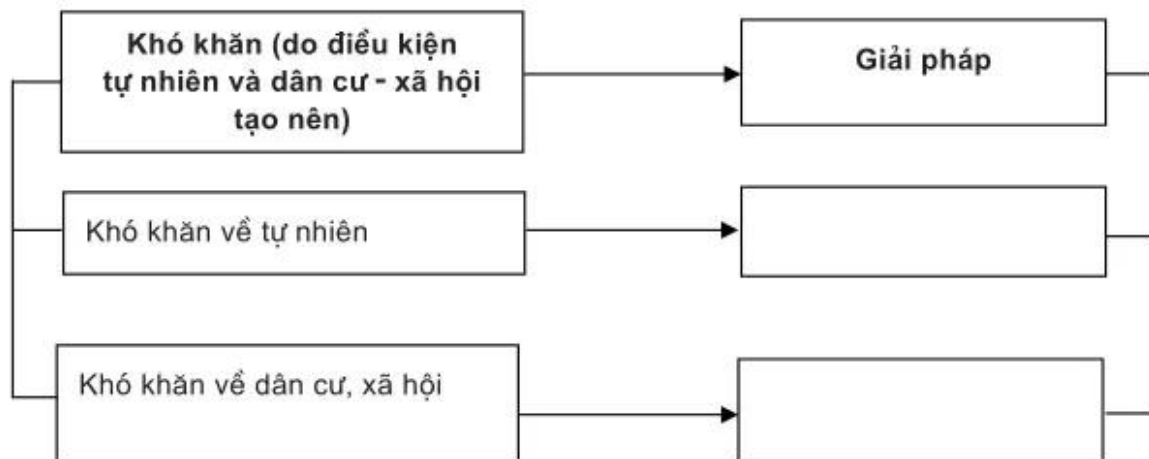 Khó khăn (do điều kiện
tự nhiên và dân cư - xã hội
tạo nên)
Giải pháp
Khó khăn về tự nhiên
Khó khăn về dân cư, xã hội